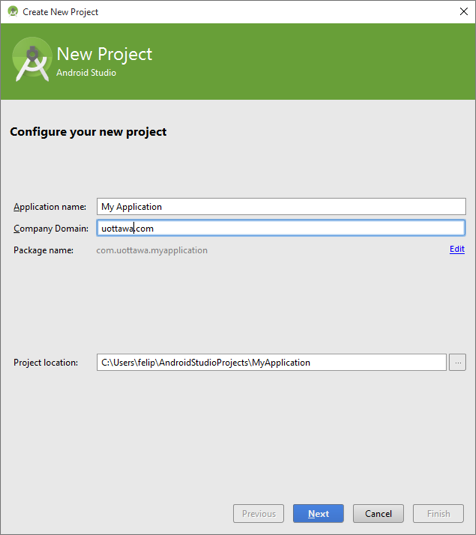 Create New Project
New Project
Android Studio
Configure your new project
Application name: My Application
Company Domain: uottawa.com
Package name: com.uottawa.myapplication Edit
Project location: C:\Users\felip\AndroidStudioProjects\MyApplication ...
Previous Next Cancel Finish